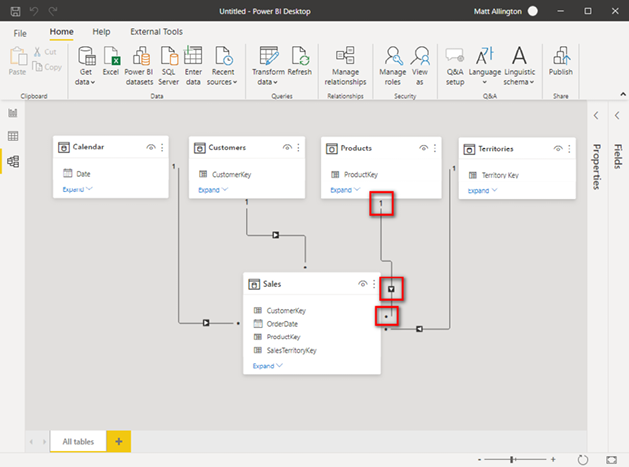 Untitled - Power BI Desktop
Matt Allington
File Home Help External Tools
Paste
Cut
Copy
Get data
Excel
Power BI datasets
SQL Server
Enter data
Recent sources
Transform data
Refresh
Manage relationships
Manage roles
View as
Q&A setup
Language
Linguistic schema
Publish
Clipboard Data Queries Relationships Security Q&A Share
Calendar
Date
Expand
Customers
CustomerKey
Expand
Products
ProductKey
Expand
Territories
Territory Key
Expand
1
1
1
1
*
*
*
*
Sales
CustomerKey
OrderDate
ProductKey
SalesTerritoryKey
Expand
Properties
Fields
All tables
+
- +